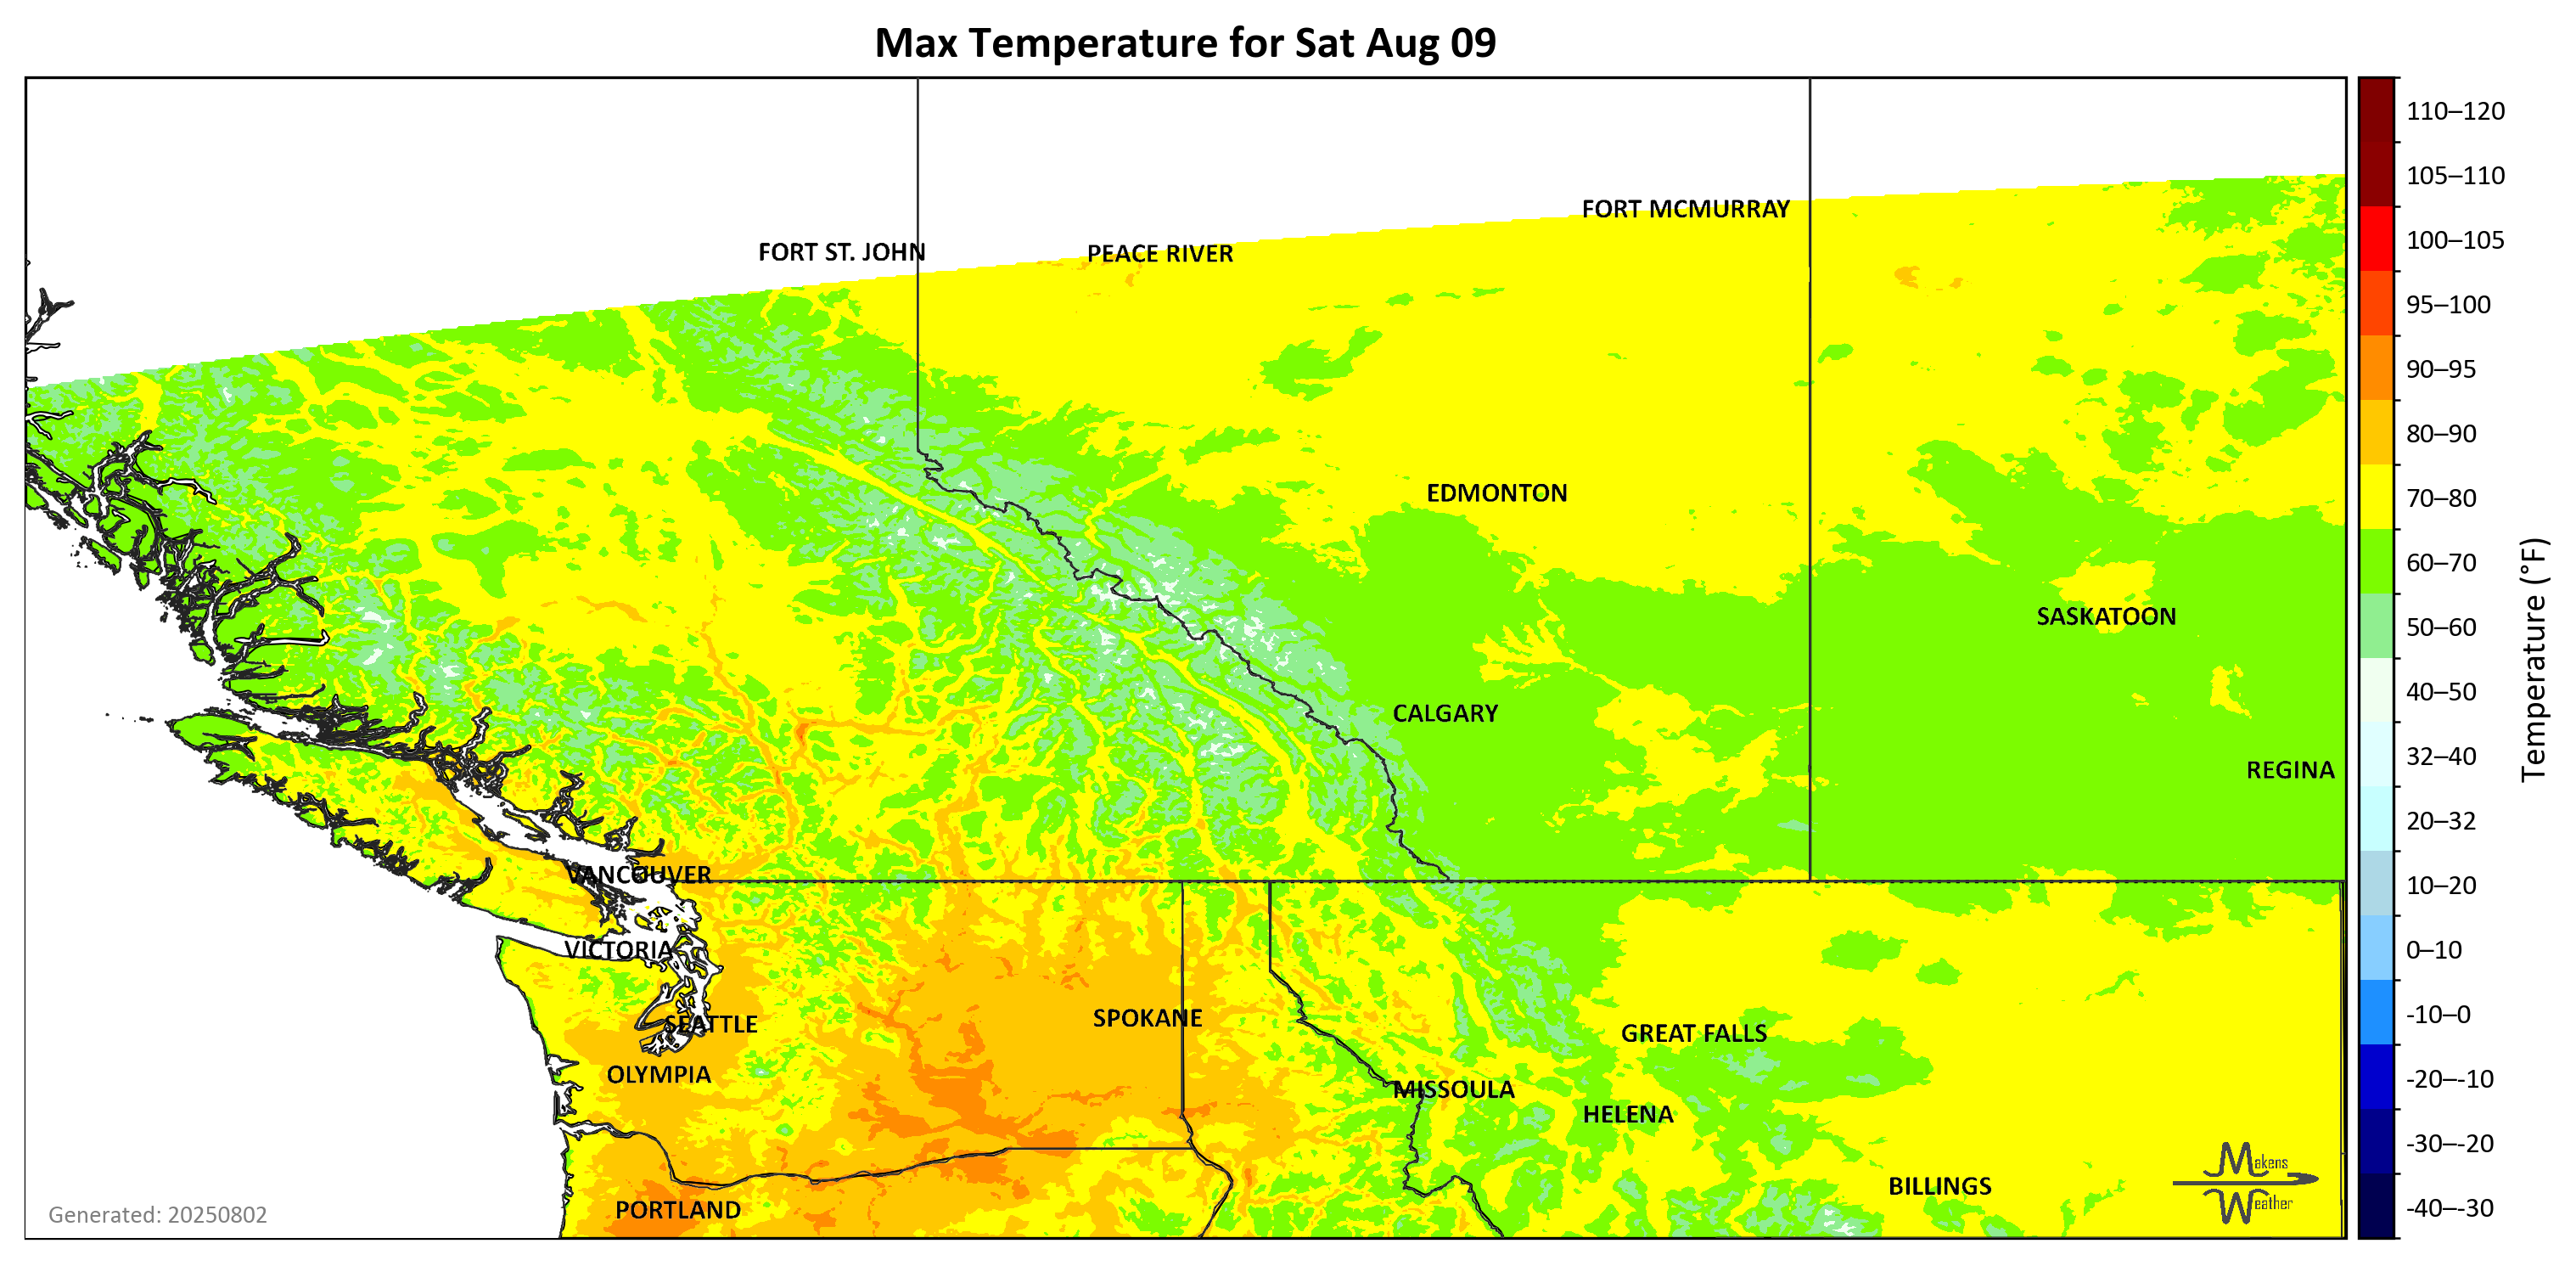 Max Temperature for Sat Aug 09
110–120
105–110
100–105
95–100
90–95
80–90
70–80
60–70
50–60
40–50
32–40
20–32
10–20
0–10
-10–0
-20–-10
-30–-20
-40–-30
Temperature (°F)
FORT MCMURRAY
FORT ST. JOHN
PEACE RIVER
EDMONTON
SASKATOON
CALGARY
REGINA
VANCOUVER
VICTORIA
SPOKANE
SEATTLE
GREAT FALLS
OLYMPIA
MISSOULA
HELENA
BILLINGS
PORTLAND
Makens
Weather
Generated: 20250802